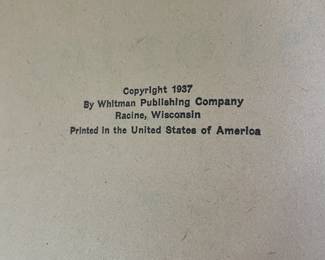 Copyright 1937
By Whitman Publishing Company
Racine, Wisconsin
Printed in the United States of America